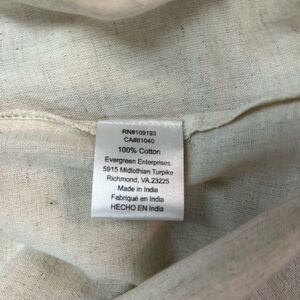 RN#109193
CA#61040
100% Cotton
Evergreen Enterprises
5915 Midlothian Turpike
Richmond, VA.23225
Made in India
Fabriqué en India
HECHO EN India